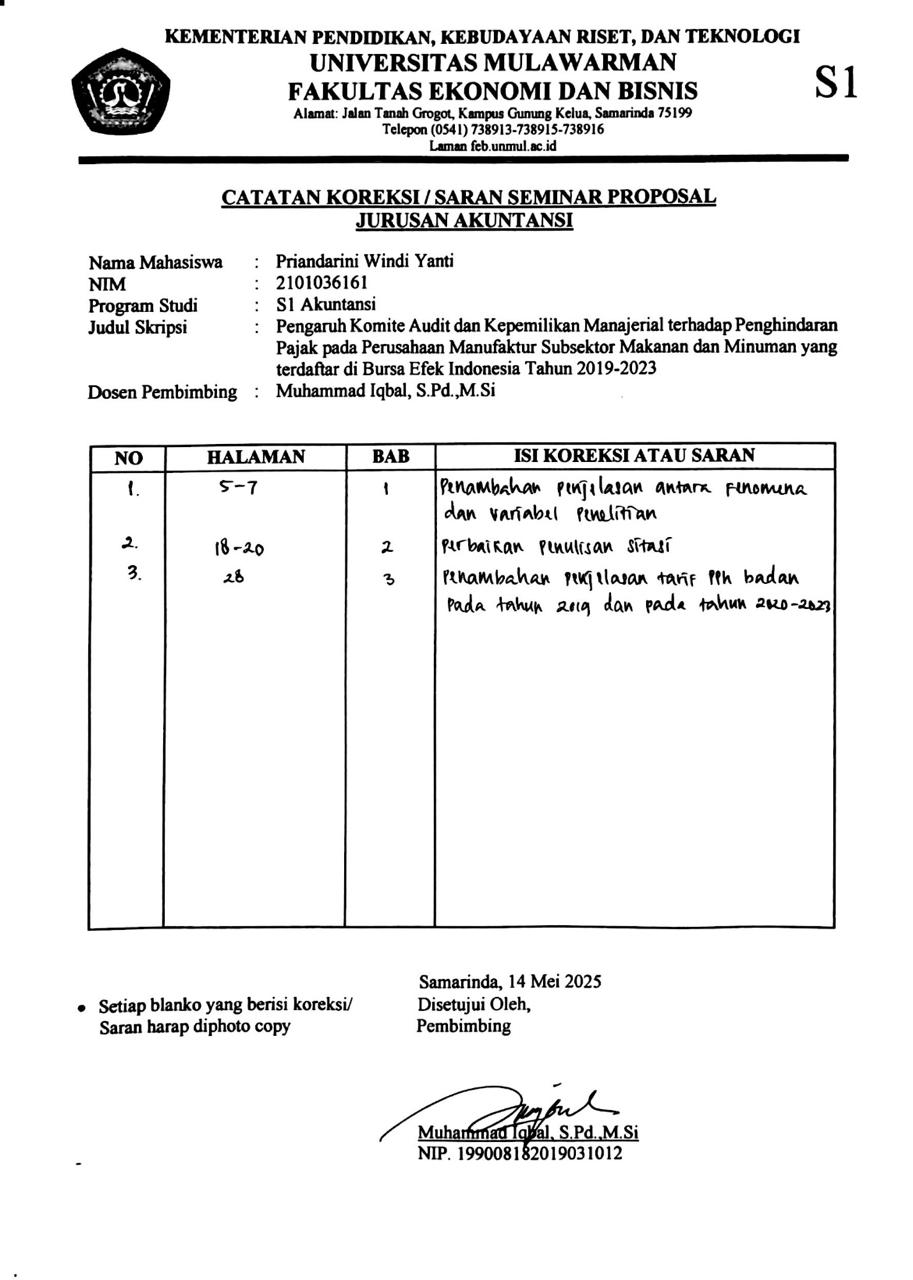 KEMENTERIAN PENDIDIKAN, KEBUDAYAAN RISET, DAN TEKNOLOGI
UNIVERSITAS MULAWARMAN
FAKULTAS EKONOMI DAN BISNIS
S1
Alamat: Jalan Tanah Grogot, Kampus Gunung Kelua, Samarinda 75199
Telepon (0541) 738913-738915-738916
Laman feb.unmul.ac.id
CATATAN KOREKSI / SARAN SEMINAR PROPOSAL
JURUSAN AKUNTANSI
Nama Mahasiswa : Priandarini Windi Yanti
NIM : 2101036161
Program Studi : S1 Akuntansi
Judul Skripsi : Pengaruh Komite Audit dan Kepemilikan Manajerial terhadap Penghindaran
Pajak pada Perusahaan Manufaktur Subsektor Makanan dan Minuman yang
terdaftar di Bursa Efek Indonesia Tahun 2019-2023
Dosen Pembimbing : Muhammad Iqbal, S.Pd.,M.Si
NO HALAMAN BAB ISI KOREKSI ATAU SARAN
1. 5-7 1 Penambahan penjelasan antara fenomena
dan variabel penelitian
2. 18-20 2 Perbaikan penulisan sitasi
3. 28 3 Penambahan penjelasan tarif PPh badan
pada tahun 2019 dan pada tahun 2020-2023
Samarinda, 14 Mei 2025
• Setiap blanko yang berisi koreksi/ Disetujui Oleh,
Saran harap diphoto copy Pembimbing
Muhammad Iqbal, S.Pd.,M.Si
NIP. 199008182019031012